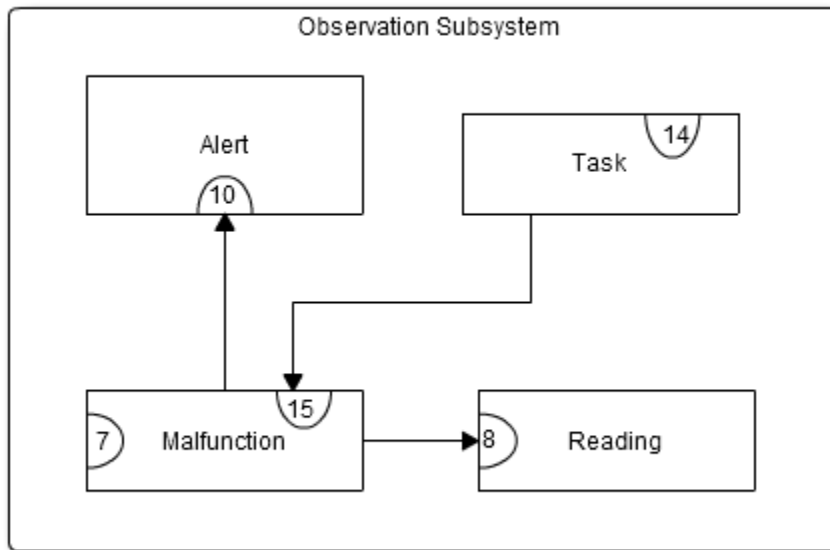 Observation Subsystem
Alert
10
14
Task
15
7
Malfunction
8
Reading